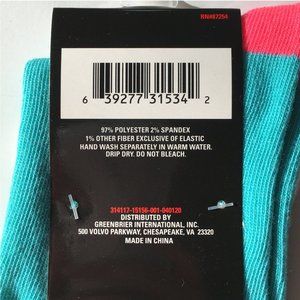 RN#87254
6 39277 31534 2
97% POLYESTER 2% SPANDEX
1% OTHER FIBER EXCLUSIVE OF ELASTIC
HAND WASH SEPARATELY IN WARM WATER.
DRIP DRY. DO NOT BLEACH.
314117-15156-001-040120
DISTRIBUTED BY
GREENBRIER INTERNATIONAL, INC.
500 VOLVO PARKWAY, CHESAPEAKE, VA 23320
MADE IN CHINA